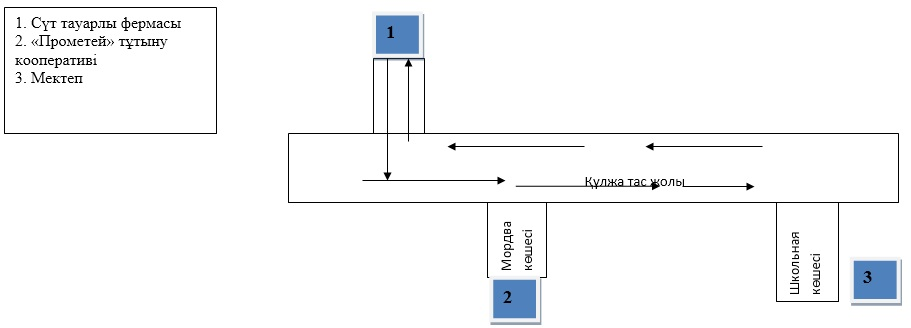 1. Сүт тауарлы фермасы
2. «Прометей» тұтыну
кооперативі
3. Мектеп
1
Құлжа тас жолы
Мордва
көшесі
2
Школьная
көшесі
3